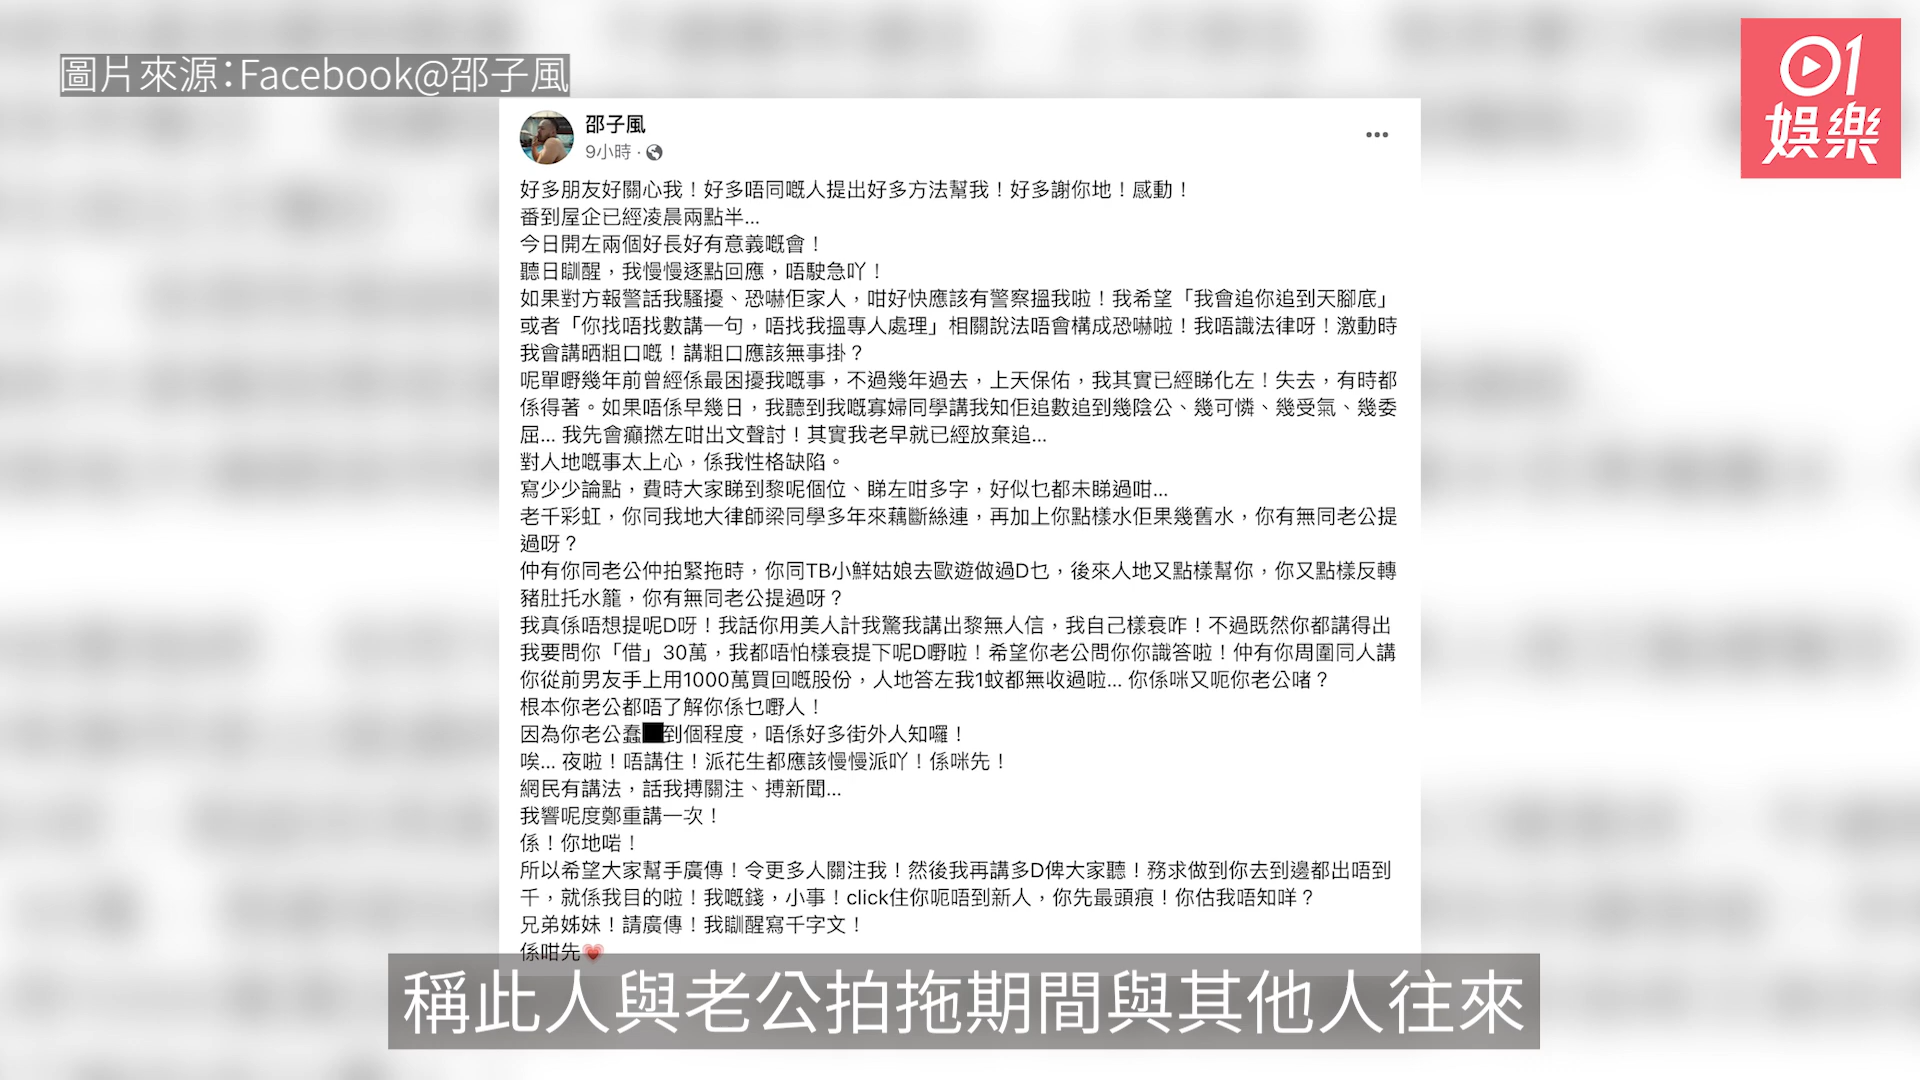 圖片來源:Facebook@邵子風
01
娛樂
邵子風
9小時 ·
好多朋友好關心我！好多唔同嘅人提出好多方法幫我！好多謝你地！感動！
番到屋企已經凌晨兩點半...
今日開左兩個好長好有意義嘅會！
聽日瞓醒，我慢慢逐點回應，唔駛急吖！
如果對方報警話我騷擾、恐嚇佢家人，咁好快應該有警察搵我啦！我希望「我會追你追到天腳底」
或者「你找唔找數講一句，唔找我搵專人處理」相關說法唔會構成恐嚇啦！我唔識法律呀！激動時
我會講晒粗口嘅！講粗口應該無事掛？
呢單嘢幾年前曾經係最困擾我嘅事，不過幾年過去，上天保佑，我其實已經睇化左！失去，有時都
係得著。如果唔係早幾日，我聽到我嘅寡婦同學講我知佢追數追到幾陰公、幾可憐、幾受氣、幾委
屈... 我先會癲撚左咁出文聲討！其實我老早就已經放棄追...
對人地嘅事太上心，係我性格缺陷。
寫少少論點，費時大家睇到黎呢個位、睇左咁多字，好似乜都未睇過咁...
老千彩虹，你同我地大律師梁同學多年來藕斷絲連，再加上你點樣水佢果幾舊水，你有無同老公提
過呀？
仲有你同老公仲拍緊拖時，你同TB小鮮姑娘去歐遊做過D乜，後來人地又點樣幫你，你又點樣反轉
豬肚托水籠，你有無同老公提過呀？
我真係唔想提呢D呀！我話你用美人計我驚我講出黎無人信，我自己樣衰咋！不過既然你都講得出
我要問你「借」30萬，我都唔怕樣衰提下呢D嘢啦！希望你老公問你你識答啦！仲有你周圍同人講
你從前男友手上用1000萬買回嘅股份，人地答左我1蚊都無收過啦... 你係咪又呃你老公啫？
根本你老公都唔了解你係乜嘢人！
因為你老公蠢到個程度，唔係好多街外人知囉！
唉... 夜啦！唔講住！派花生都應該慢慢派吖！係咪先！
網民有講法，話我搏關注、搏新聞...
我響呢度鄭重講一次！
係！你地啱！
所以希望大家幫手廣傳！令更多人關注我！然後我再講多D俾大家聽！務求做到你去到邊都出唔到
千，就係我目的啦！我嘅錢，小事！click住你呃唔到新人，你先最頭痕！你估我唔知咩？
兄弟姊妹！請廣傳！我瞓醒寫千字文！
係咁先💗
稱此人與老公拍拖期間與其他人往來